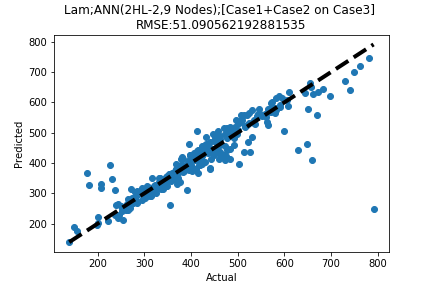 Lam;ANN(2HL-2,9 Nodes);[Case1+Case2 on Case3]
RMSE:51.090562192881535
800
700
600
500
400
300
200
Predicted
200 300 400 500 600 700 800
Actual